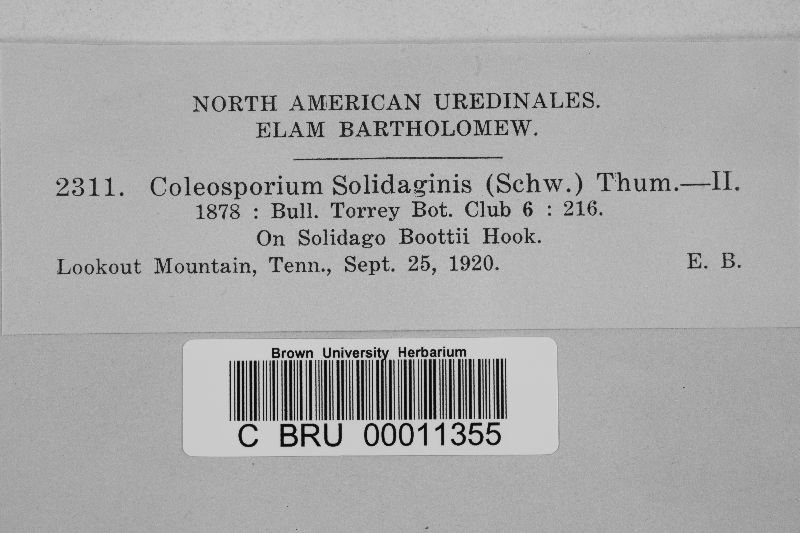 NORTH AMERICAN UREDINALES.
ELAM BARTHOLOMEW.
2311. Coleosporium Solidaginis (Schw.) Thum.—II.
1878 : Bull. Torrey Bot. Club 6 : 216.
On Solidago Boottii Hook.
Lookout Mountain, Tenn., Sept. 25, 1920. E. B.
Brown University Herbarium
C BRU 00011355